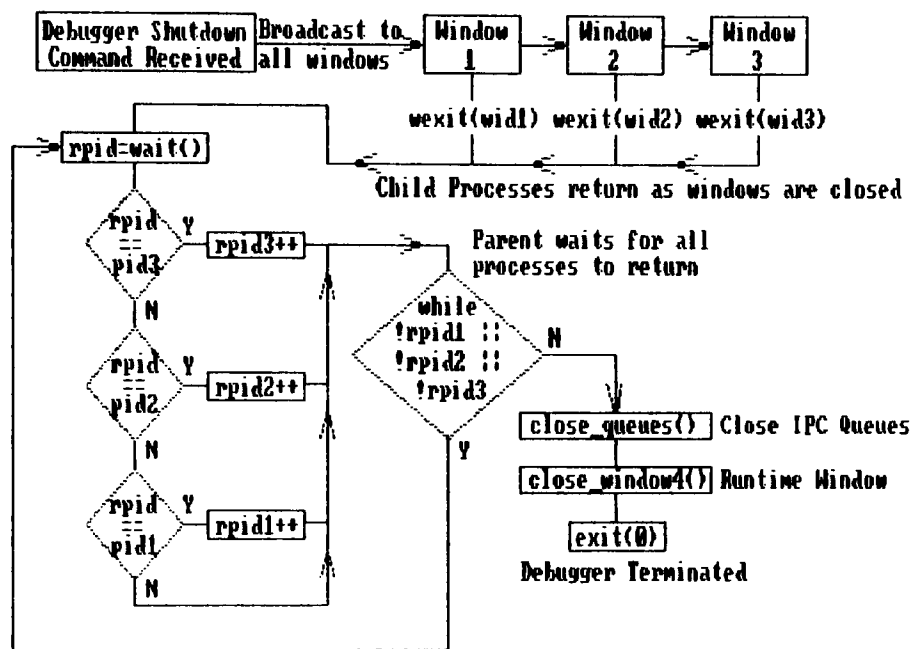 Debugger Shutdown
Command Received
Broadcast to
all windows
Window
1
Window
2
Window
3
wexit(wid1) wexit(wid2) wexit(wid3)
rpid=wait()
Child Processes return as windows are closed
rpid
==
pid3
Y
rpid3++
N
Parent waits for all
processes to return
while
!rpid1 ||
!rpid2 ||
!rpid3
N
Y
rpid
==
pid2
Y
rpid2++
N
close_queues() Close IPC Queues
close_window4() Runtime Window
rpid
==
pid1
Y
rpid1++
N
exit(0)
Debugger Terminated